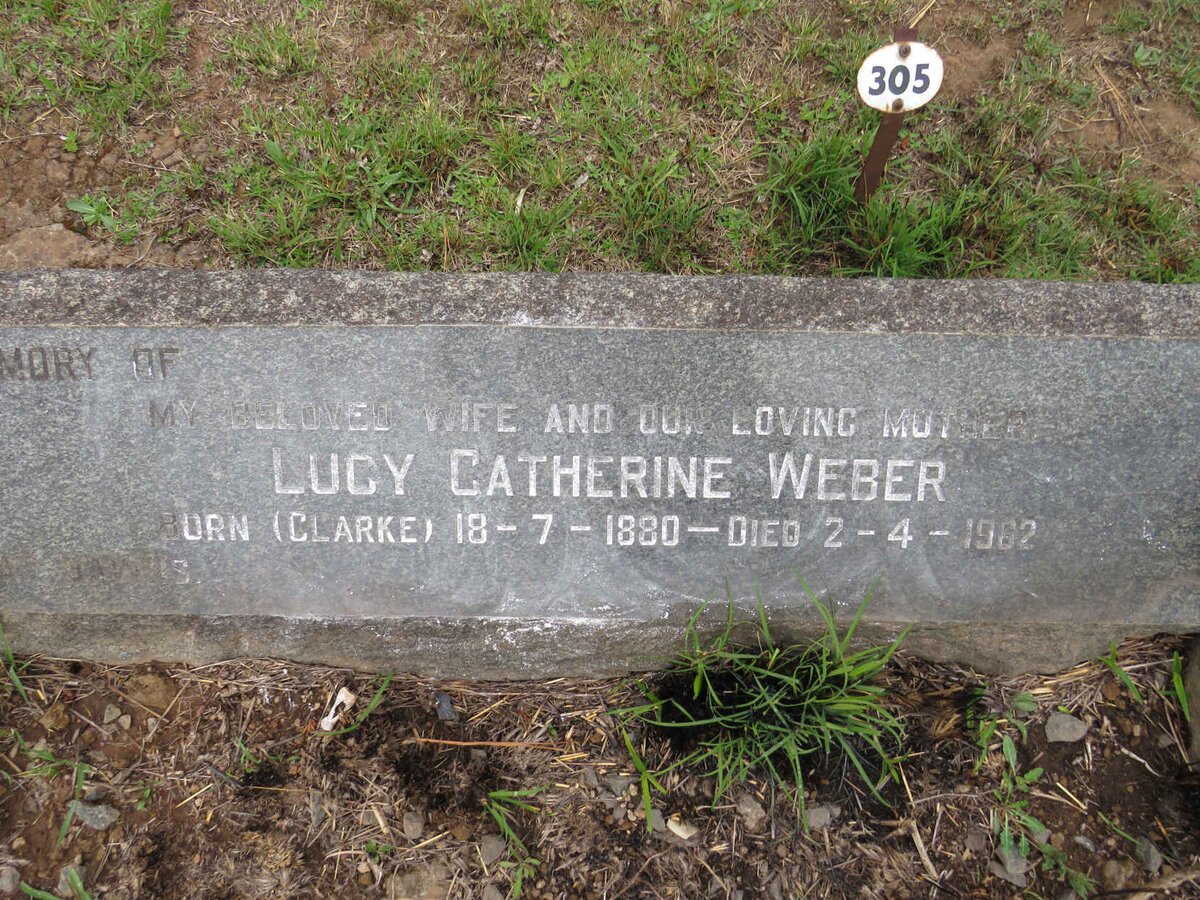 305
MORY OF
MY BELOVED WIFE AND OUR LOVING MOTHER
LUCY CATHERINE WEBER
BORN (CLARKE) 18-7-1880 — DIED 2-4-1962